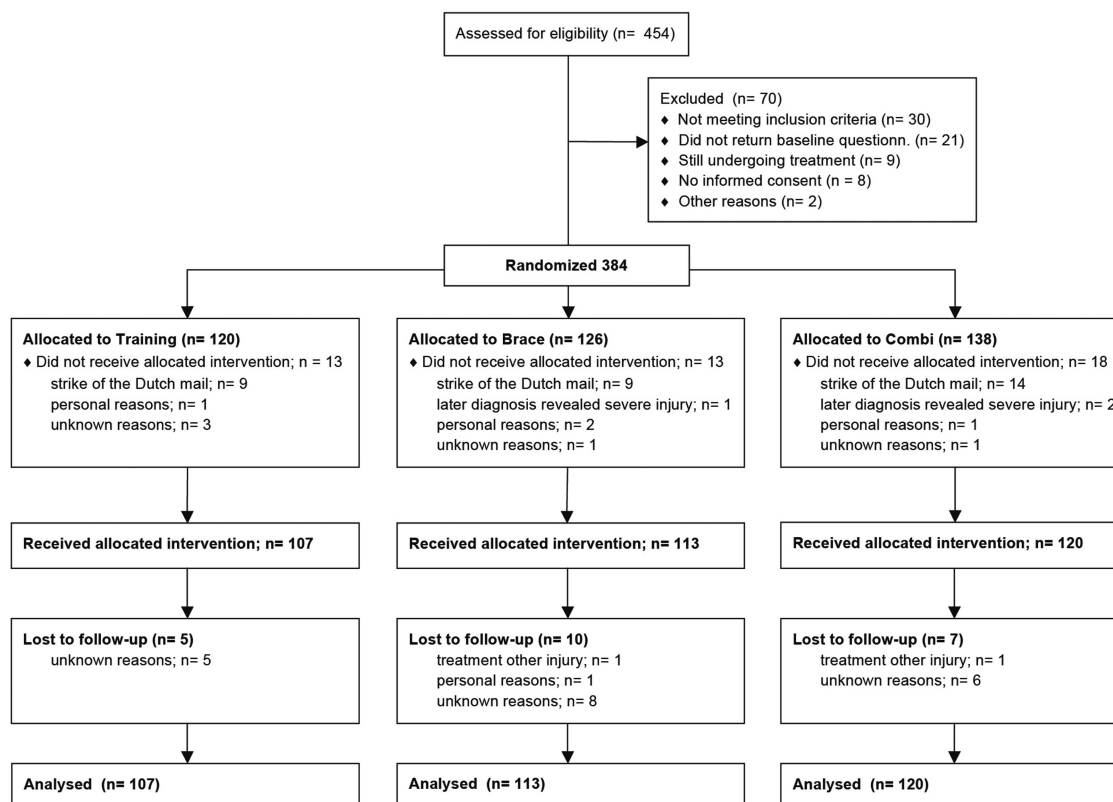 Assessed for eligibility (n=  454)
Excluded  (n= 70)
♦ Not meeting inclusion criteria (n= 30)
♦ Did not return baseline questionn. (n= 21)
♦ Still undergoing treatment (n= 9)
♦ No informed consent (n = 8)
♦ Other reasons (n= 2)
Randomized 384
Allocated to Training (n= 120)
♦ Did not receive allocated intervention; n = 13
strike of the Dutch mail; n= 9
personal reasons; n= 1
unknown reasons; n= 3
Allocated to Brace (n= 126)
♦ Did not receive allocated intervention; n= 13
strike of the Dutch mail; n= 9
later diagnosis revealed severe injury; n= 1
personal reasons; n= 2
unknown reasons; n= 1
Allocated to Combi (n= 138)
♦ Did not receive allocated intervention; n= 18
strike of the Dutch mail; n= 14
later diagnosis revealed severe injury; n= 2
personal reasons; n= 1
unknown reasons; n= 1
Received allocated intervention; n= 107
Received allocated intervention; n= 113
Received allocated intervention; n= 120
Lost to follow-up (n= 5)
unknown reasons; n= 5
Lost to follow-up (n= 10)
treatment other injury; n= 1
personal reasons; n= 1
unknown reasons; n= 8
Lost to follow-up (n= 7)
treatment other injury; n= 1
unknown reasons; n= 6
Analysed  (n= 107)
Analysed  (n= 113)
Analysed  (n= 120)